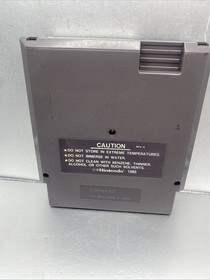 CAUTION
●DO NOT STORE IN EXTREME TEMPERATURES.
●DO NOT IMMERSE IN WATER.
●DO NOT CLEAN WITH BENZENE, THINNER,
ALCOHOL OR OTHER SUCH SOLVENTS.
Nintendo 1985
Nintendo